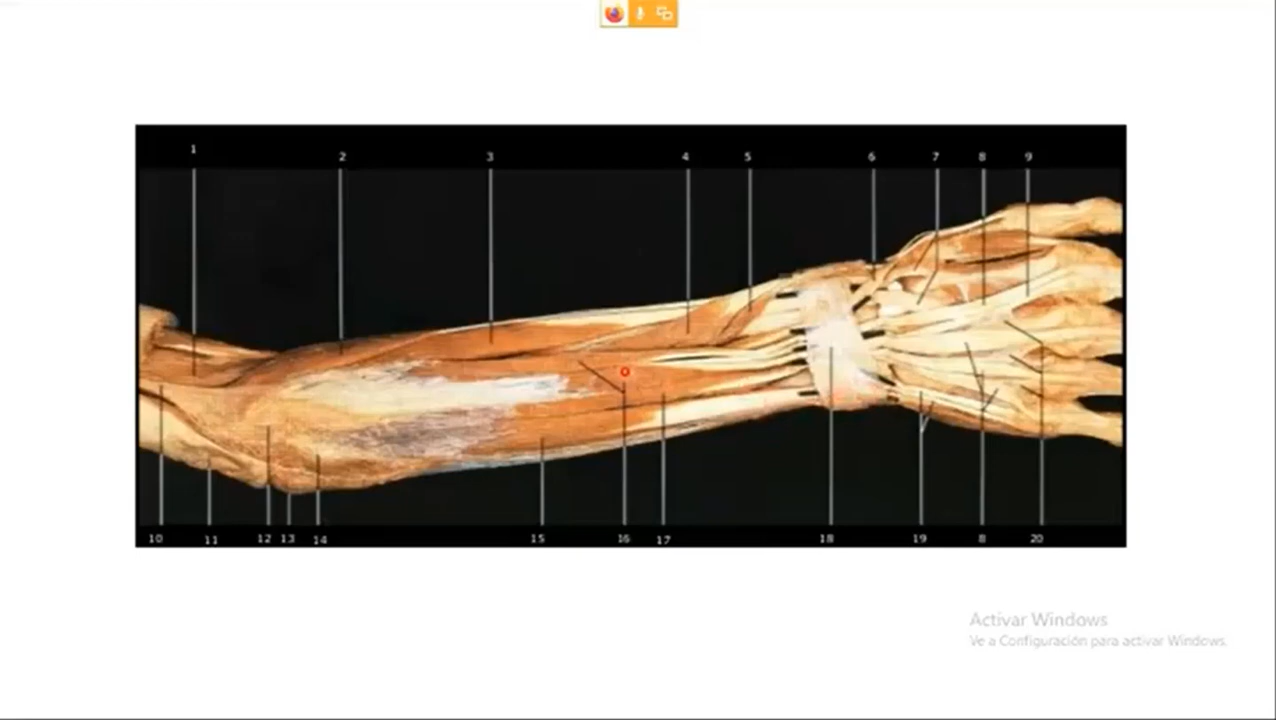 1 2 3 4 5 6 7 8 9
10 11 12 13 14 15 16 17 18 19 8 20
Activar Windows
Ve a Configuración para activar Windows.